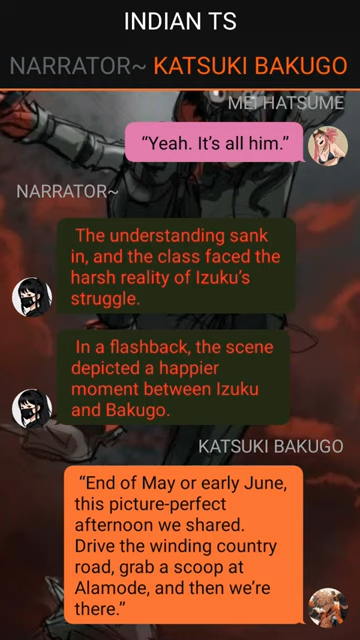 INDIAN TS
NARRATOR~ KATSUKI BAKUGO
MEI HATSUME
“Yeah. It’s all him.”
NARRATOR~
The understanding sank
in, and the class faced the
harsh reality of Izuku’s
struggle.
In a flashback, the scene
depicted a happier
moment between Izuku
and Bakugo.
KATSUKI BAKUGO
“End of May or early June,
this picture-perfect
afternoon we shared.
Drive the winding country
road, grab a scoop at
Alamode, and then we’re
there.”